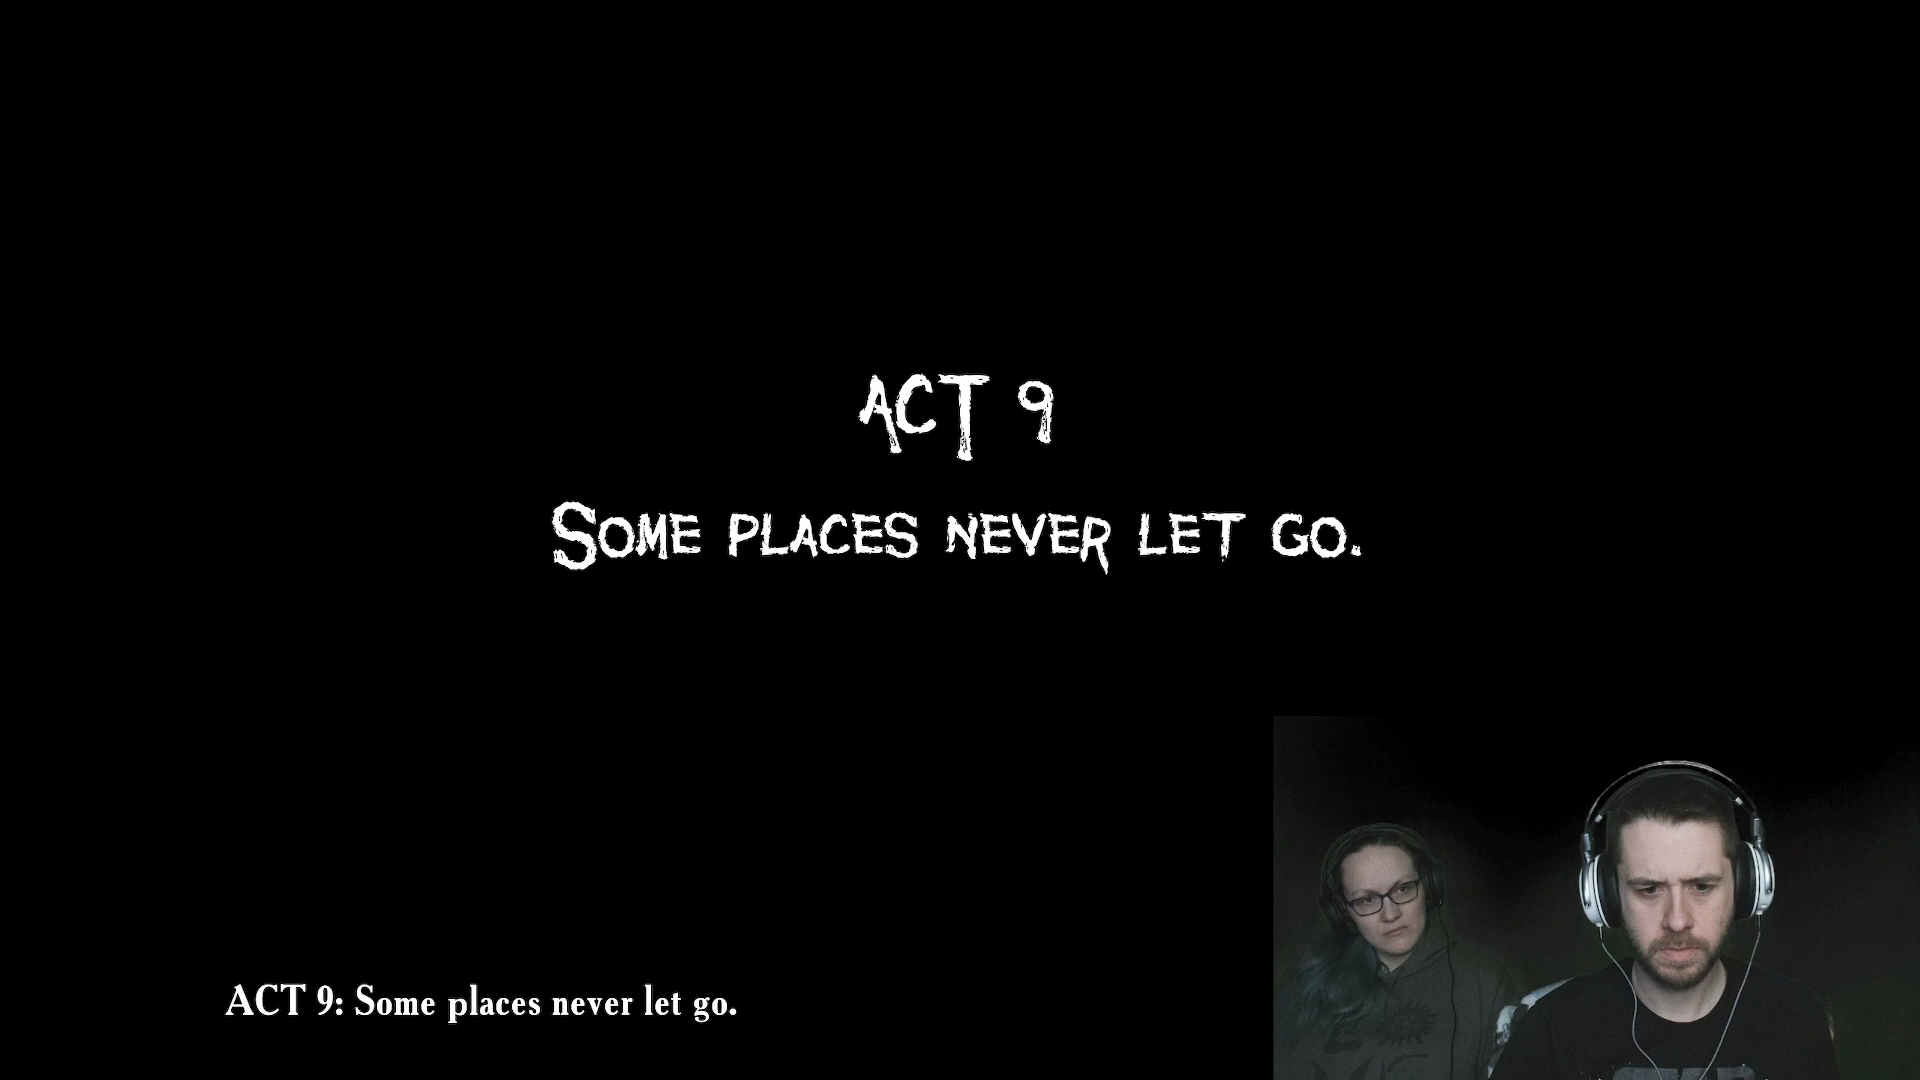 ACT 9
Some places never let go.
ACT 9: Some places never let go.